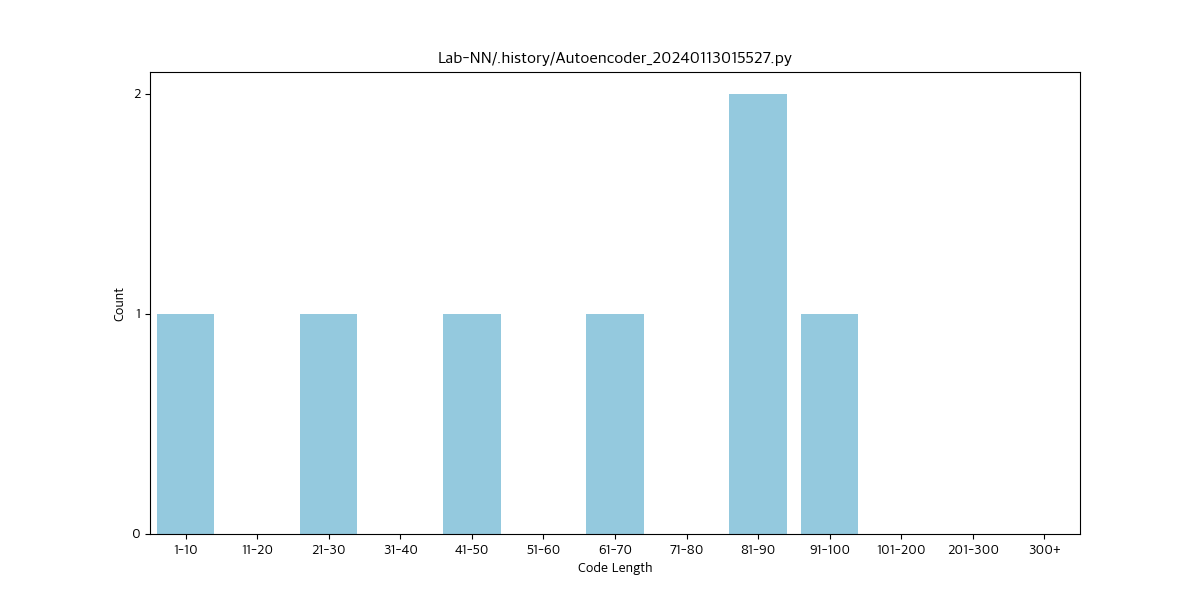 Lab-NN/.history/Autoencoder_20240113015527.py
Count
2
1
0
1-10 11-20 21-30 31-40 41-50 51-60 61-70 71-80 81-90 91-100 101-200 201-300 300+
Code Length